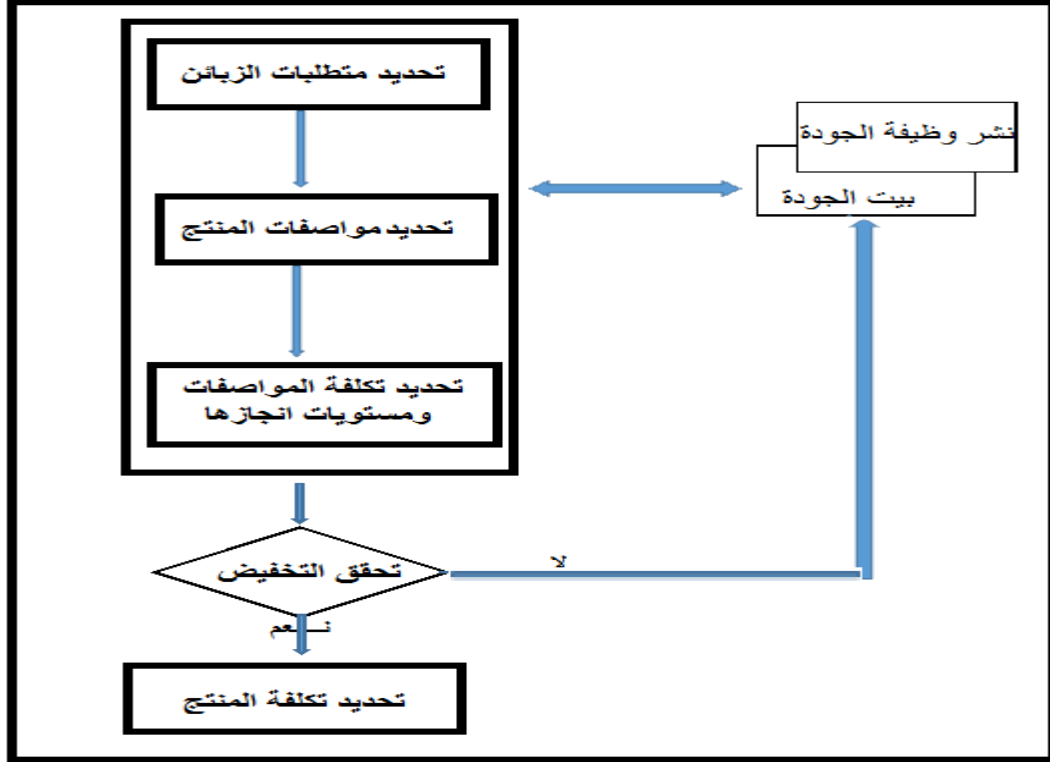 تحديد متطلبات الزبائن
نشر وظيفة الجودة
بيت الجودة
تحديد مواصفات المنتج
تحديد تكلفة المواصفات
ومستويات انجازها
تحقق التخفيض
لا
نــعم
تحديد تكلفة المنتج